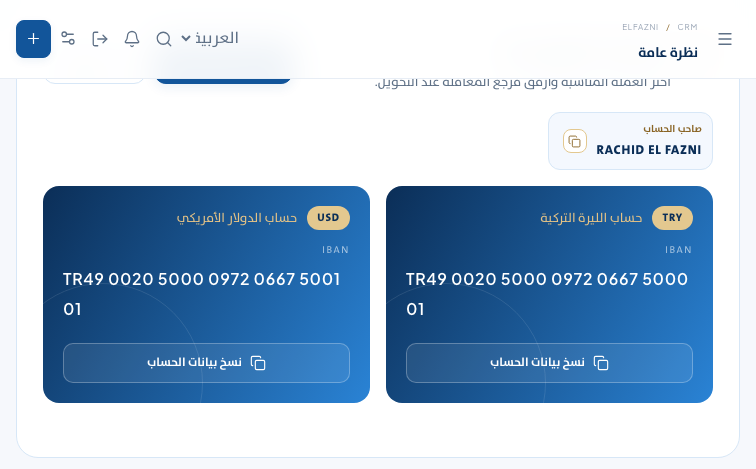 ELFAZNI / CRM
نظرة عامة
العربية
اختر العملة المناسبة وأرفق مرجع المعاملة عند التحويل.
صاحب الحساب
RACHID EL FAZNI
TRY
حساب الليرة التركية
IBAN
TR49 0020 5000 0972 0667 5000
01
نسخ بيانات الحساب
USD
حساب الدولار الأمريكي
IBAN
TR49 0020 5000 0972 0667 5001
01
نسخ بيانات الحساب